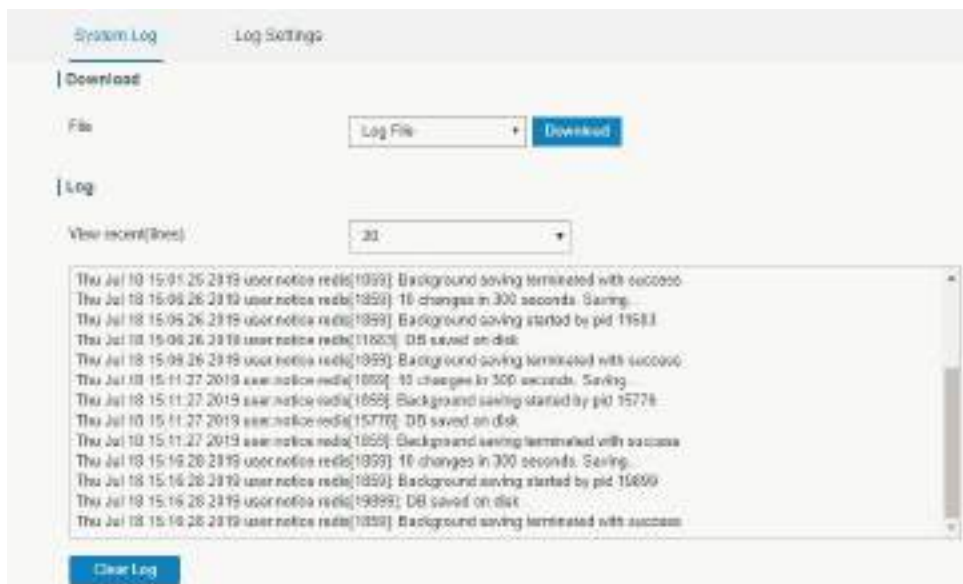 System Log
Log Settings
Download
File
Log File
Download
Log
View recent(lines)
20
Thu Jul 18 15:01:25 2019 user.notice redis[1859]: Background saving terminated with success
Thu Jul 18 15:06:26 2019 user.notice redis[1859]: 10 changes in 300 seconds. Saving...
Thu Jul 18 15:06:26 2019 user.notice redis[1859]: Background saving started by pid 11683
Thu Jul 18 15:06:26 2019 user.notice redis[11683]: DB saved on disk
Thu Jul 18 15:06:26 2019 user.notice redis[1859]: Background saving terminated with success
Thu Jul 18 15:11:27 2019 user.notice redis[1859]: 10 changes in 300 seconds. Saving...
Thu Jul 18 15:11:27 2019 user.notice redis[1859]: Background saving started by pid 15776
Thu Jul 18 15:11:27 2019 user.notice redis[15776]: DB saved on disk
Thu Jul 18 15:11:27 2019 user.notice redis[1859]: Background saving terminated with success
Thu Jul 18 15:16:28 2019 user.notice redis[1859]: 10 changes in 300 seconds. Saving...
Thu Jul 18 15:16:28 2019 user.notice redis[1859]: Background saving started by pid 19899
Thu Jul 18 15:16:28 2019 user.notice redis[19899]: DB saved on disk
Thu Jul 18 15:16:28 2019 user.notice redis[1859]: Background saving terminated with success
Clear Log